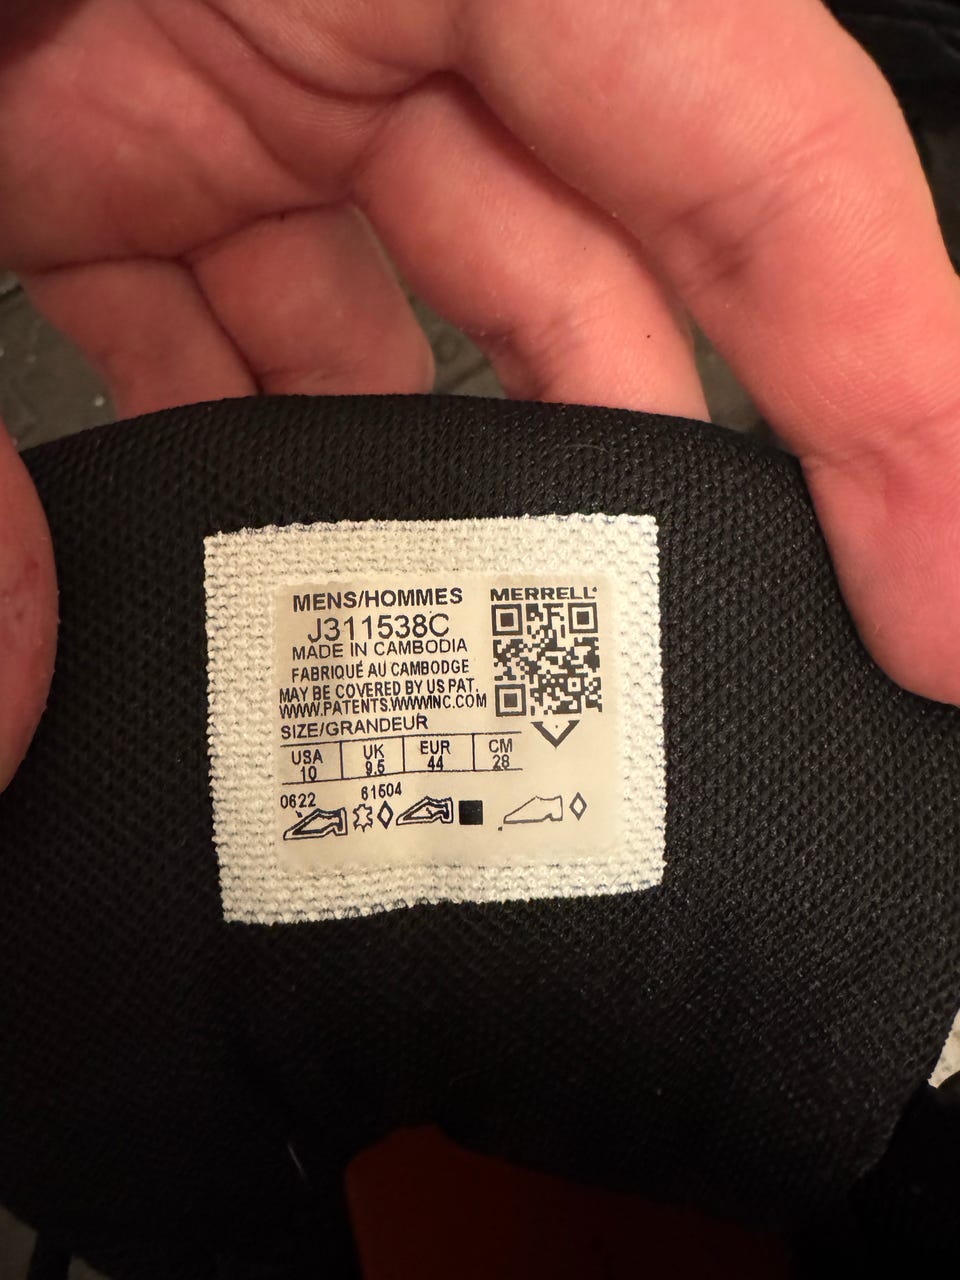 MENS/HOMMES
J311538C
MADE IN CAMBODIA
FABRIQUÉ AU CAMBODGE
MAY BE COVERED BY US PAT.
WWW.PATENTS.WWWINC.COM
SIZE/GRANDEUR
USA UK EUR CM
10 9.5 44 28
0622 61504
MERRELL